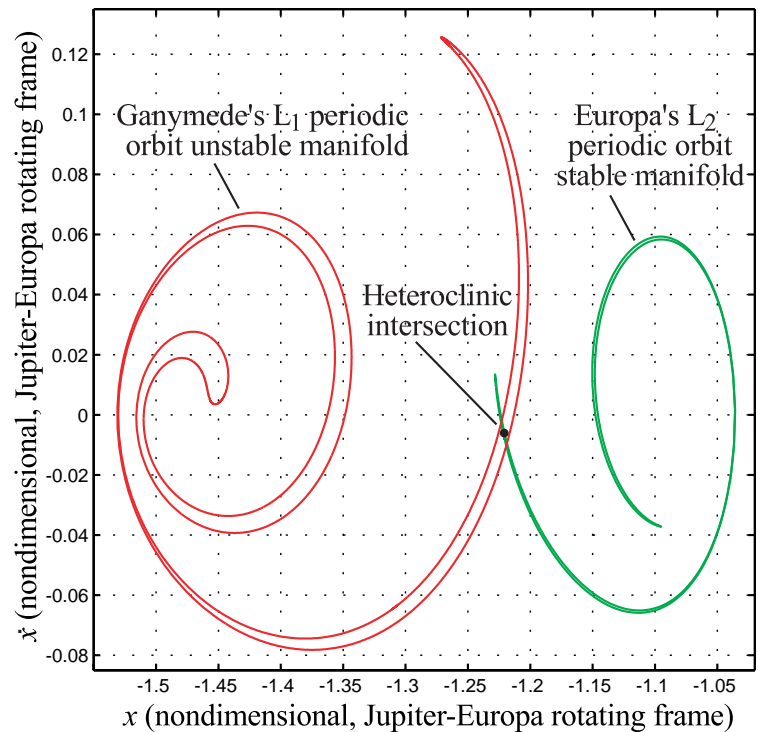 0.12
0.1
0.08
0.06
0.04
0.02
0
-0.02
-0.04
-0.06
-0.08
ẋ (nondimensional, Jupiter-Europa rotating frame)
Ganymede's L1 periodic
orbit unstable manifold
Europa's L2
periodic orbit
stable manifold
Heteroclinic
intersection
-1.5 -1.45 -1.4 -1.35 -1.3 -1.25 -1.2 -1.15 -1.1 -1.05
x (nondimensional, Jupiter-Europa rotating frame)